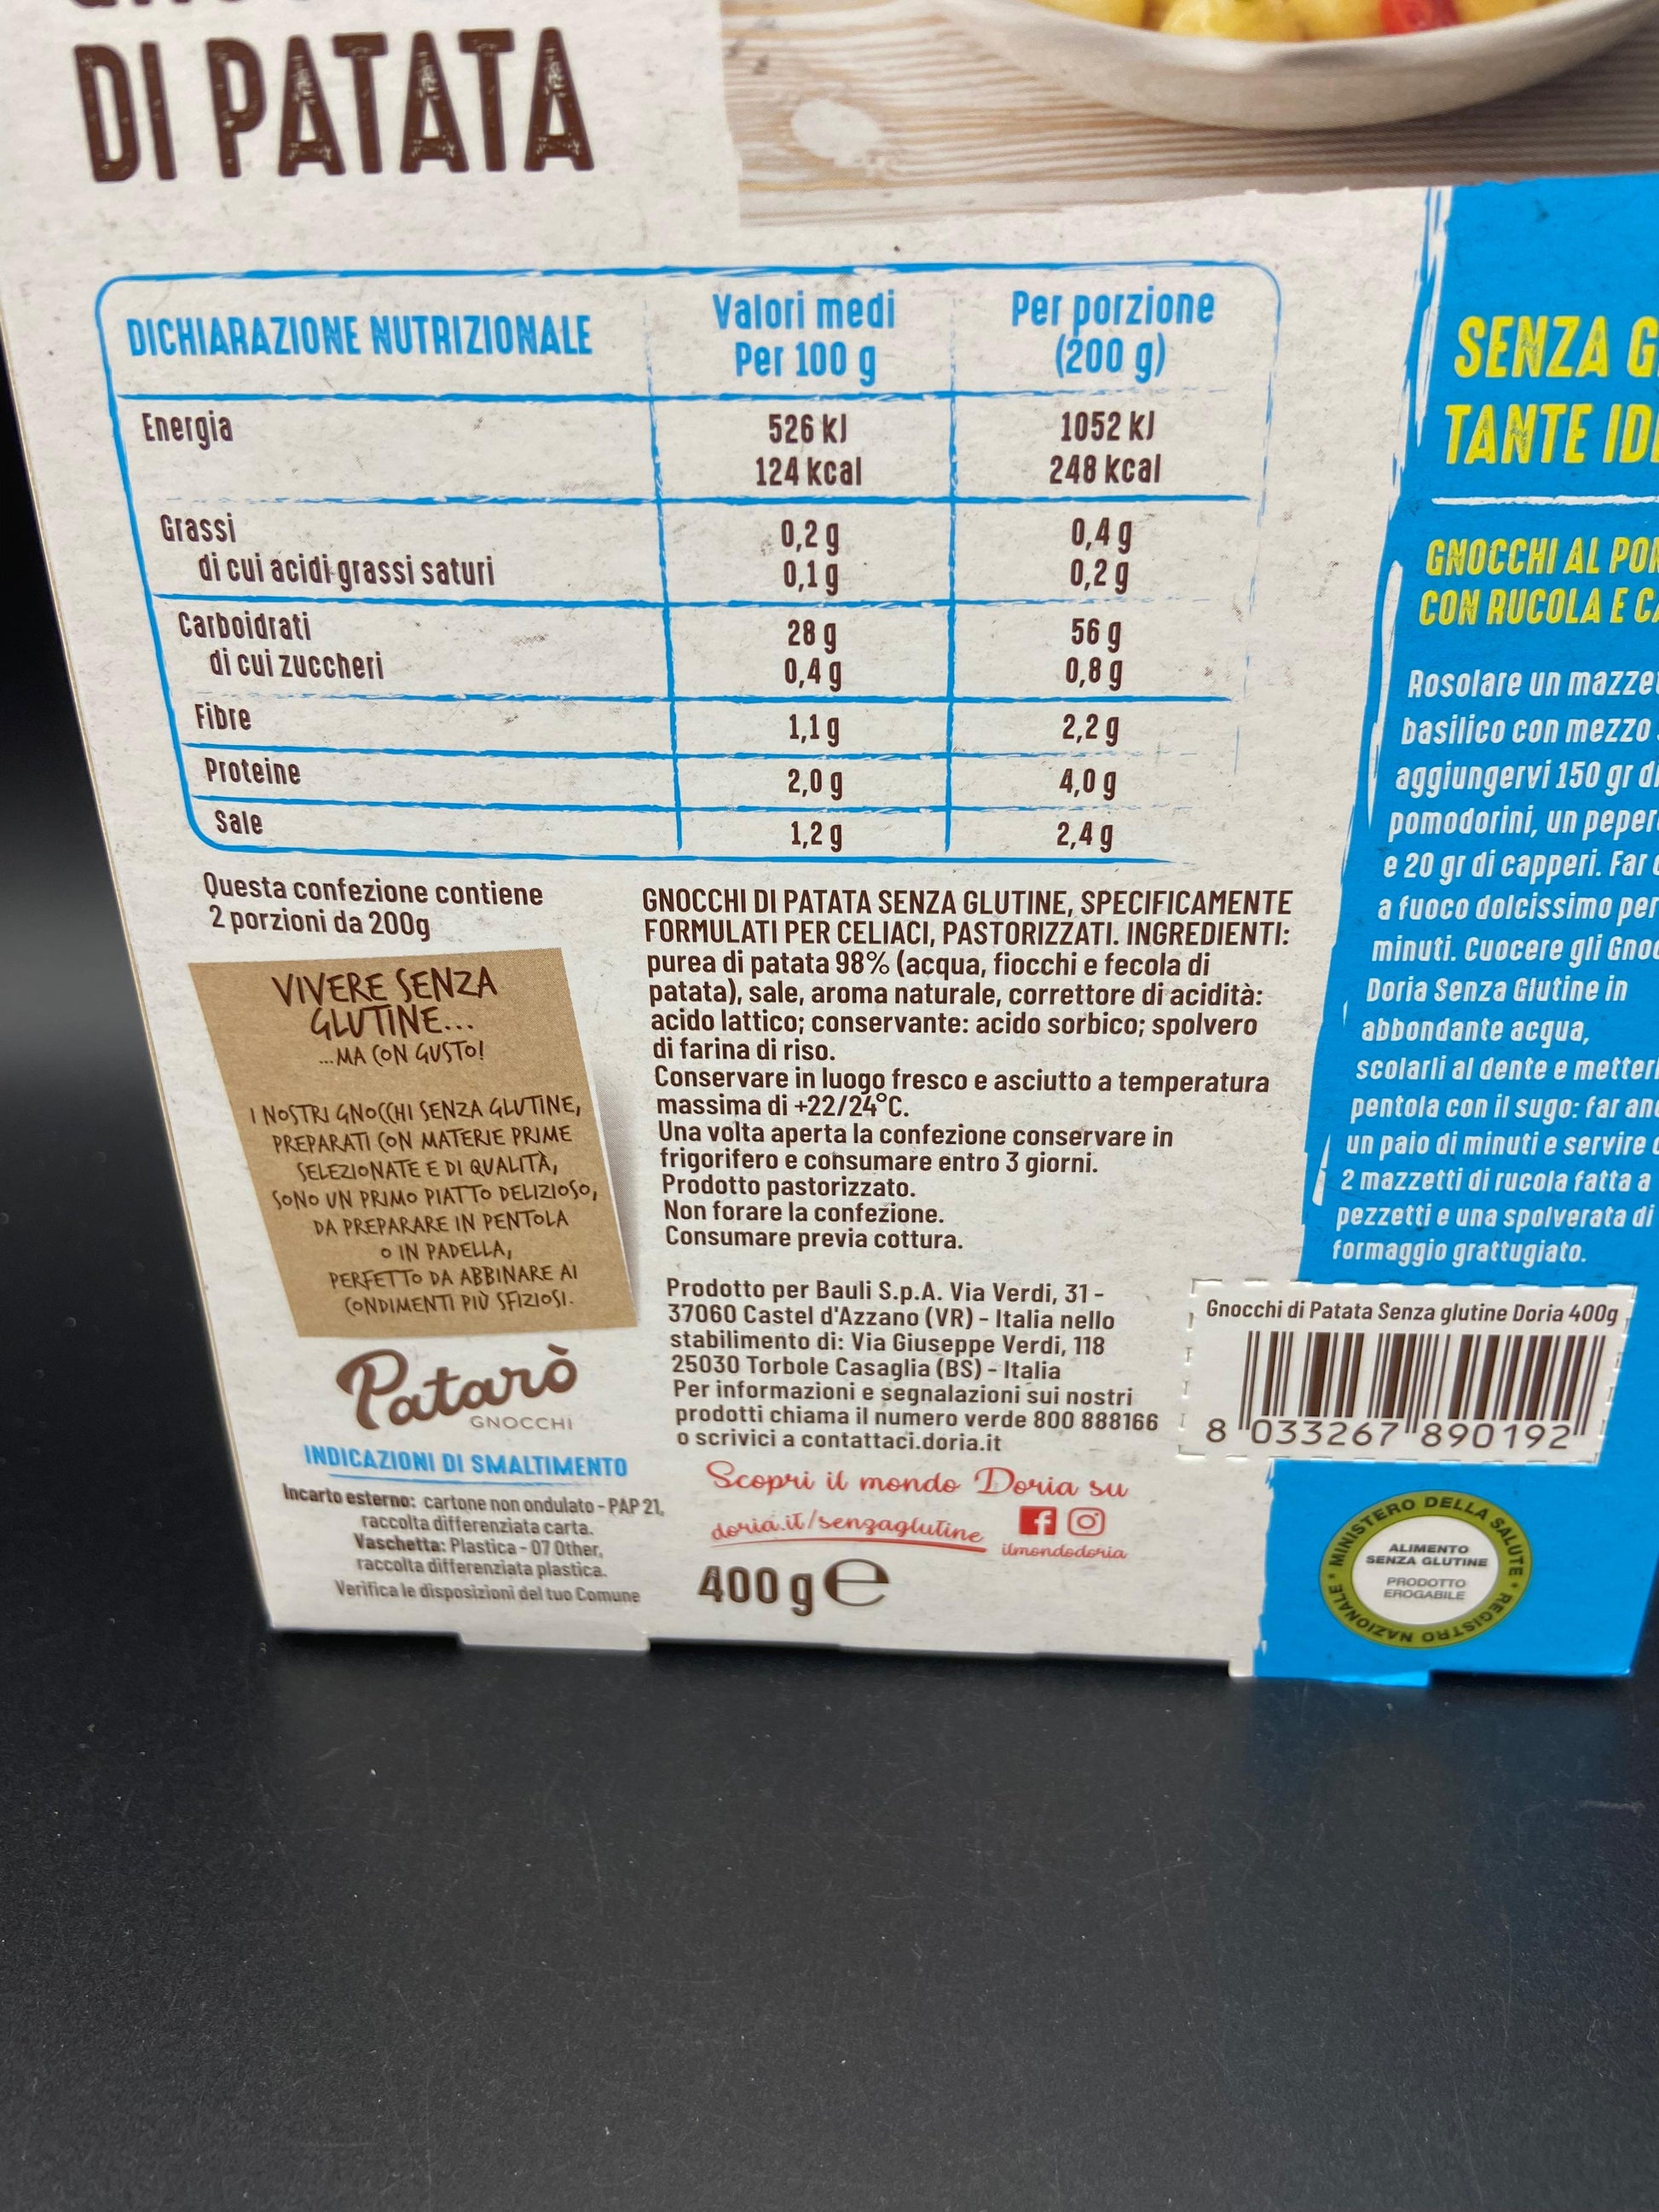 DI PATATA
DICHIARAZIONE NUTRIZIONALE
Valori medi
Per 100 g
Per porzione
(200 g)
Energia
526 kJ
1052 kJ
124 kcal
248 kcal
Grassi
0,2 g
0,4 g
di cui acidi grassi saturi
0,1 g
0,2 g
Carboidrati
28 g
56 g
di cui zuccheri
0,4 g
0,8 g
Fibre
1,1 g
2,2 g
Proteine
2,0 g
4,0 g
Sale
1,2 g
2,4 g
Questa confezione contiene
2 porzioni da 200g
VIVERE SENZA
GLUTINE...
...MA CON GUSTO!
I NOSTRI GNOCCHI SENZA GLUTINE,
PREPARATI CON MATERIE PRIME
SELEZIONATE E DI QUALITÀ,
SONO UN PRIMO PIATTO DELIZIOSO,
DA PREPARARE IN PENTOLA
O IN PADELLA,
PERFETTO DA ABBINARE AI
CONDIMENTI PIÙ SFIZIOSI.
Patarò
GNOCCHI
INDICAZIONI DI SMALTIMENTO
Incarto esterno: cartone non ondulato - PAP 21,
raccolta differenziata carta.
Vaschetta: Plastica - 07 Other,
raccolta differenziata plastica.
Verifica le disposizioni del tuo Comune
GNOCCHI DI PATATA SENZA GLUTINE, SPECIFICAMENTE
FORMULATI PER CELIACI, PASTORIZZATI. INGREDIENTI:
purea di patata 98% (acqua, fiocchi e fecola di
patata), sale, aroma naturale, correttore di acidità:
acido lattico; conservante: acido sorbico; spolvero
di farina di riso.
Conservare in luogo fresco e asciutto a temperatura
massima di +22/24°C.
Una volta aperta la confezione conservare in
frigorifero e consumare entro 3 giorni.
Prodotto pastorizzato.
Non forare la confezione.
Consumare previa cottura.
Prodotto per Bauli S.p.A. Via Verdi, 31 -
37060 Castel d'Azzano (VR) - Italia nello
stabilimento di: Via Giuseppe Verdi, 118
25030 Torbole Casaglia (BS) - Italia
Per informazioni e segnalazioni sui nostri
prodotti chiama il numero verde 800 888166
o scrivici a contattaci.doria.it
Scopri il mondo Doria su
doria.it/senzaglutine
ilmondodoria
400 g e
SENZA G
TANTE ID
GNOCCHI AL PO
CON RUCOLA E C
Rosolare un mazze
basilico con mezzo
aggiungervi 150 gr d
pomodorini, un peper
e 20 gr di capperi. Far
a fuoco dolcissimo per
minuti. Cuocere gli Gno
Doria Senza Glutine in
abbondante acqua,
scolarli al dente e metter
pentola con il sugo: far an
un paio di minuti e servire
2 mazzetti di rucola fatta a
pezzetti e una spolverata di
formaggio grattugiato.
Gnocchi di Patata Senza glutine Doria 400g
8 033267 890192
MINISTERO DELLA SALUTE • REGISTRO NAZIONALE •
ALIMENTO
SENZA GLUTINE
PRODOTTO
EROGABILE